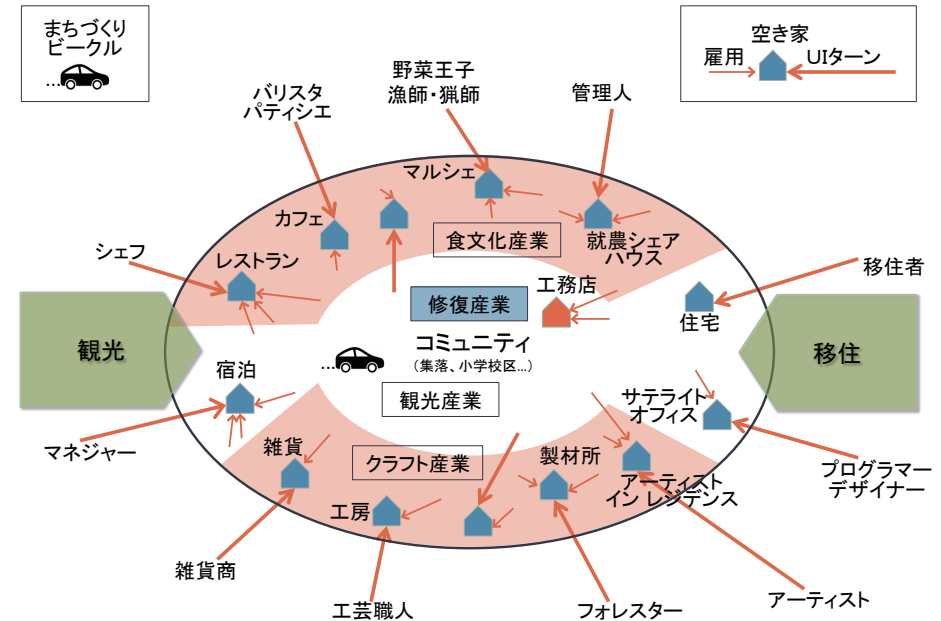 まちづくり
ビークル
空き家
雇用
UIターン
バリスタ
パティシエ
野菜王子
漁師・猟師
管理人
マルシェ
カフェ
食文化産業
就農シェア
ハウス
シェフ
レストラン
移住者
工務店
修復産業
住宅
観光
コミュニティ
(集落、小学校区…)
移住
宿泊
観光産業
サテライト
オフィス
マネジャー
雑貨
クラフト産業
製材所
プログラマー
デザイナー
アーティスト
イン レジデンス
工房
雑貨商
工芸職人
フォレスター
アーティスト